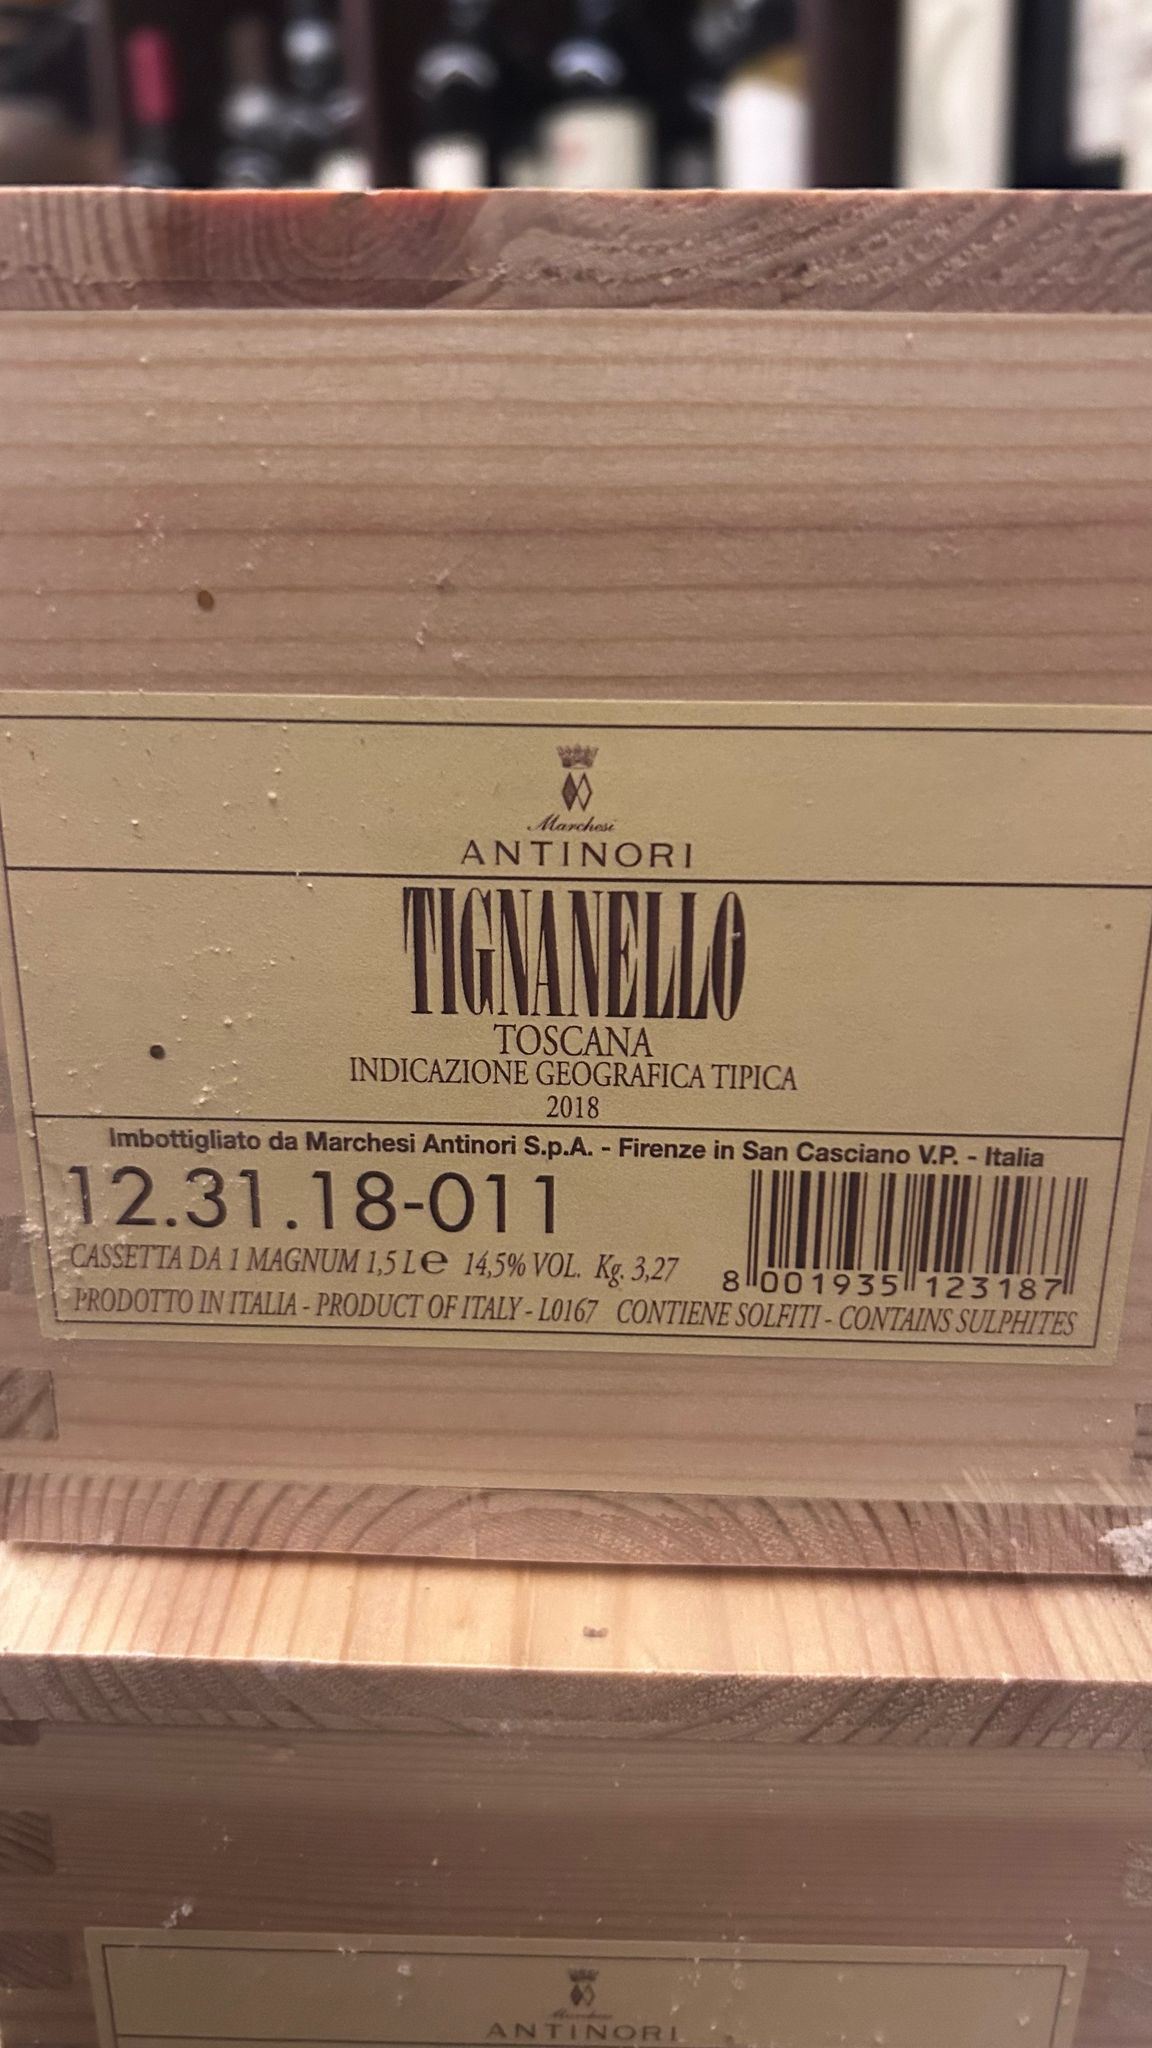 Marchesi
ANTINORI
TIGNANELLO
TOSCANA
INDICAZIONE GEOGRAFICA TIPICA
2018
Imbottigliato da Marchesi Antinori S.p.A. - Firenze in San Casciano V.P. - Italia
12.31.18-011
CASSETTA DA 1 MAGNUM 1,5 L℮ 14,5% VOL. Kg. 3,27
8 001935 123187
PRODOTTO IN ITALIA - PRODUCT OF ITALY - L0167 CONTIENE SOLFITI - CONTAINS SULPHITES
Marchesi
ANTINORI